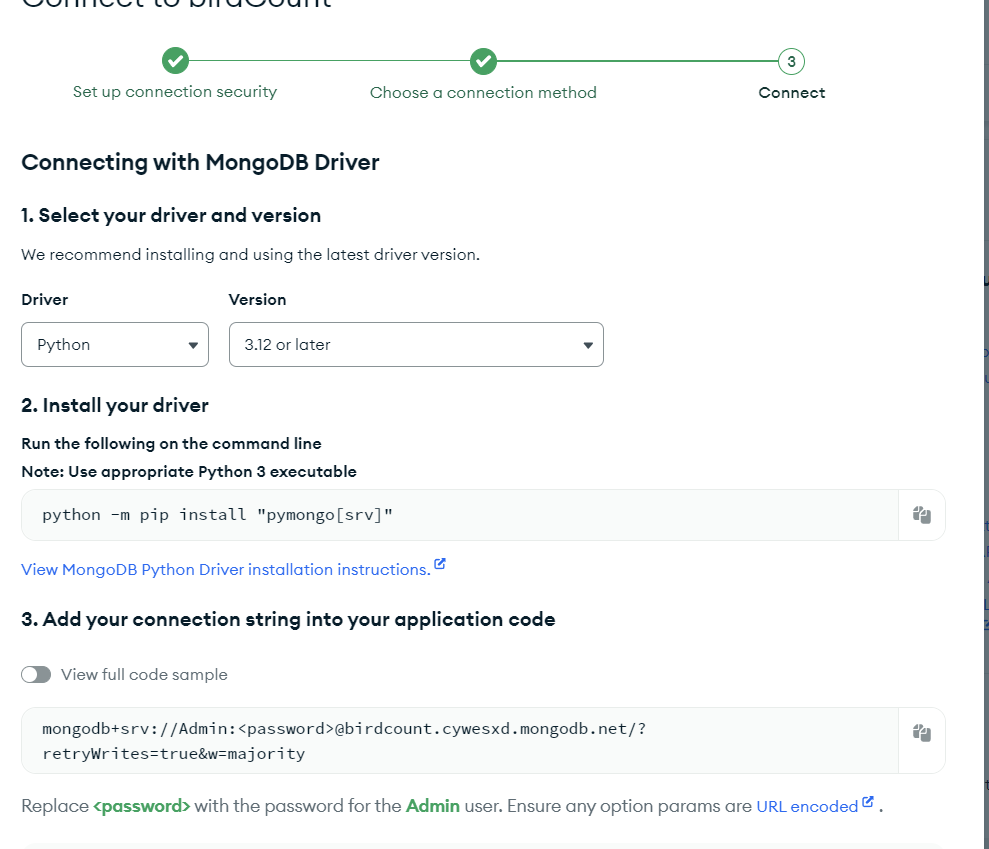 Connect to birdCount
3
Set up connection security
Choose a connection method
Connect
Connecting with MongoDB Driver
1. Select your driver and version
We recommend installing and using the latest driver version.
Driver Version
Python 3.12 or later
2. Install your driver
Run the following on the command line
Note: Use appropriate Python 3 executable
python -m pip install "pymongo[srv]"
View MongoDB Python Driver installation instructions.
3. Add your connection string into your application code
View full code sample
mongodb+srv://Admin:<password>@birdcount.cywesxd.mongodb.net/?
retryWrites=true&w=majority
Replace <password> with the password for the Admin user. Ensure any option params are URL encoded.